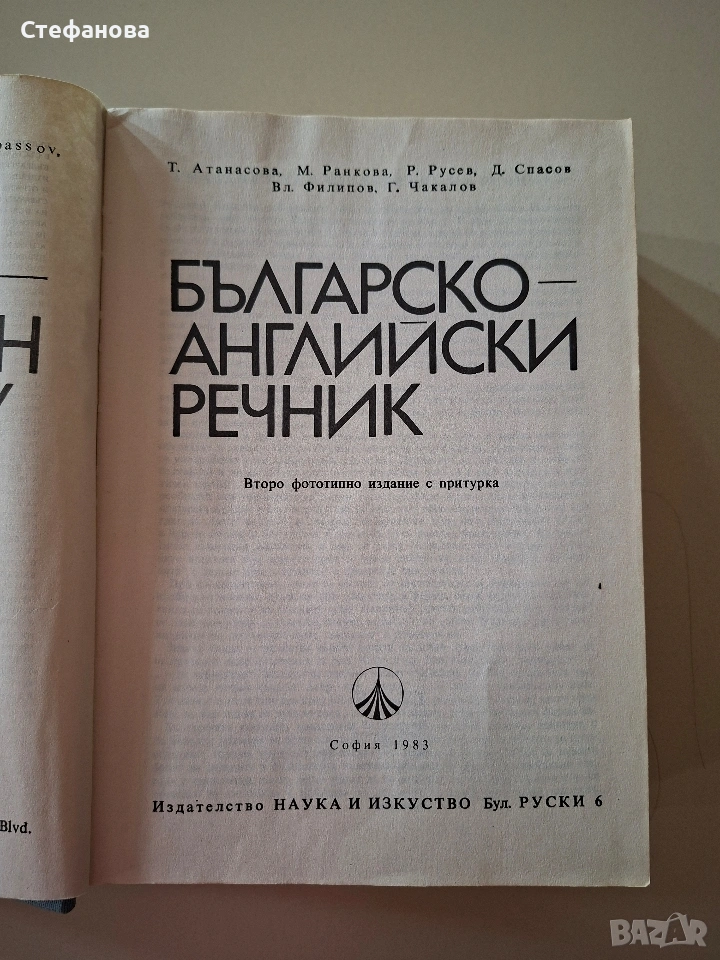 Стефанова
Т. Атанасова, М. Ранкова, Р. Русев, Д. Спасов
Вл. Филипов, Г. Чакалов
БЪЛГАРСКО—
АНГЛИЙСКИ
РЕЧНИК
Второ фототипно издание с притурка
София 1983
Издателство НАУКА И ИЗКУСТВО Бул. РУСКИ 6
Blvd.
BAZAR